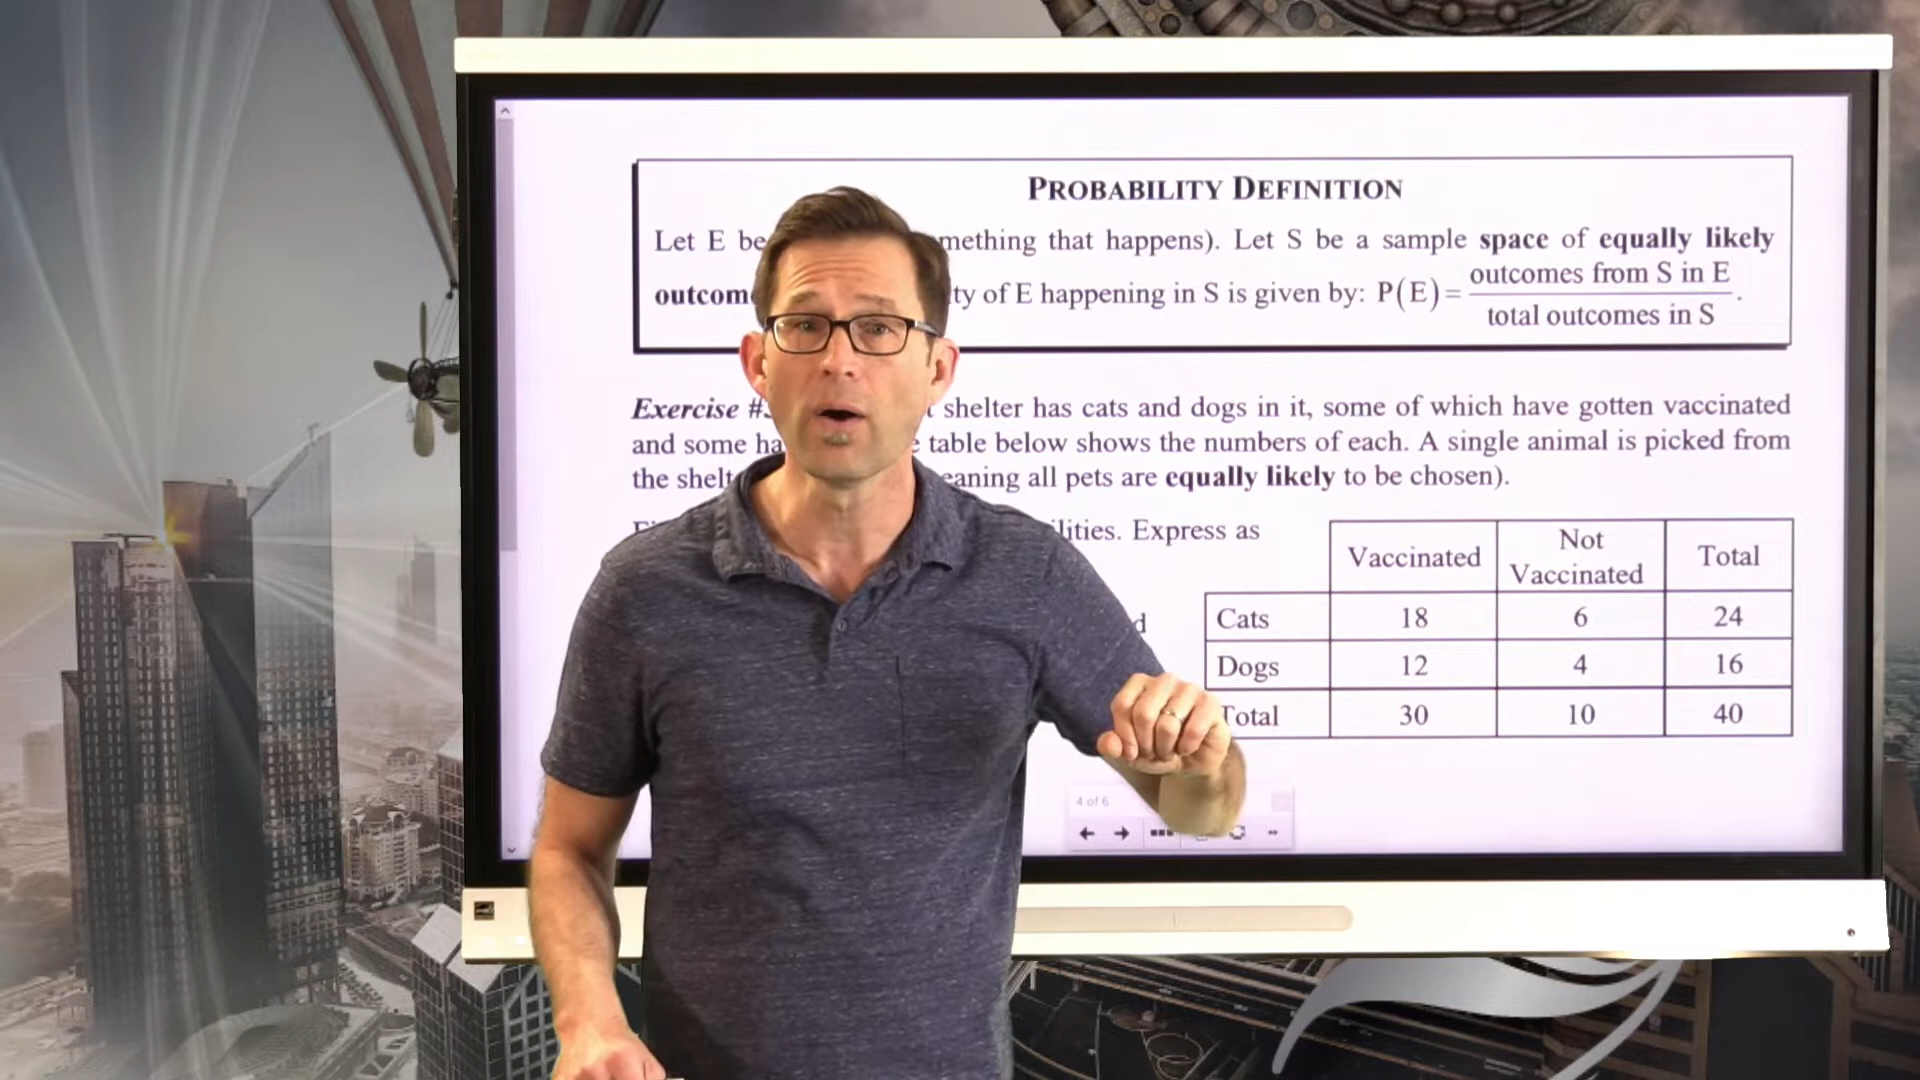 PROBABILITY DEFINITION
Let E be mething that happens). Let S be a sample space of equally likely
outcom ty of E happening in S is given by: P(E)= outcomes from S in E
total outcomes in S .
Exercise # shelter has cats and dogs in it, some of which have gotten vaccinated
and some ha table below shows the numbers of each. A single animal is picked from
the shelt eaning all pets are equally likely to be chosen).
ilities. Express as
Vaccinated Not Vaccinated Total
Cats 18 6 24
Dogs 12 4 16
Total 30 10 40
4 of 6